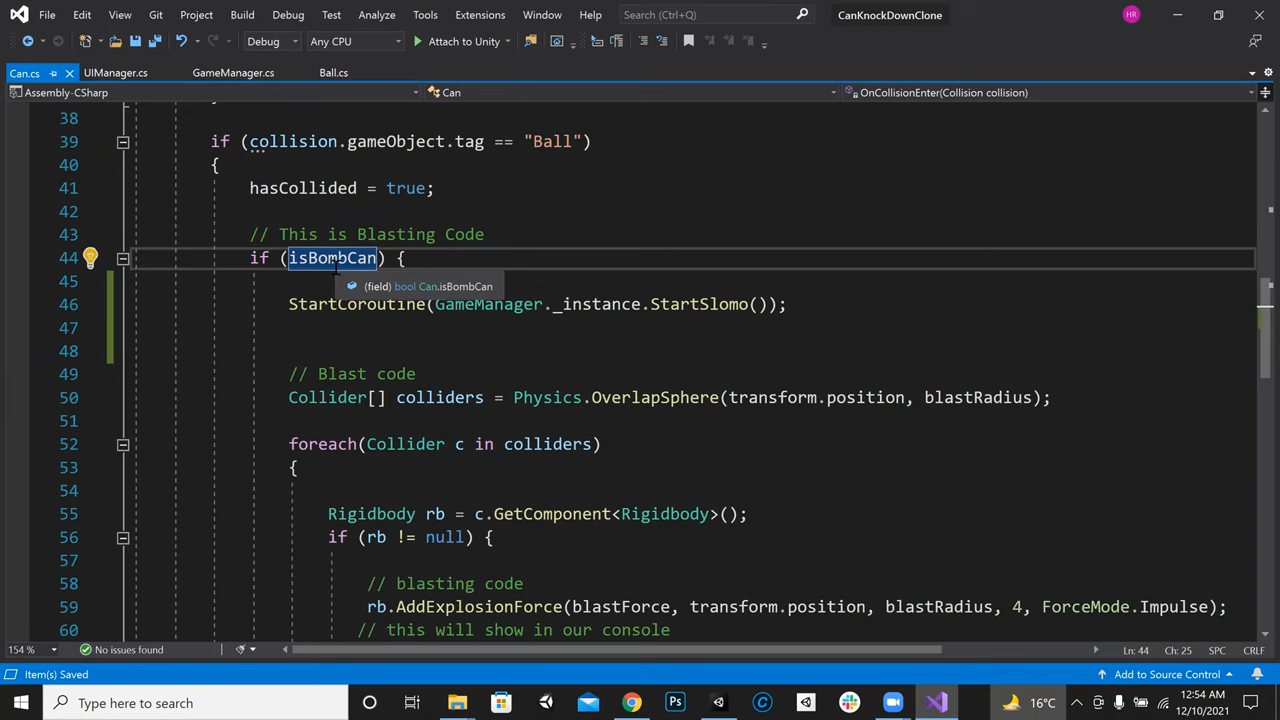 File Edit View Git Project Build Debug Test Analyze Tools Extensions Window Help Search (Ctrl+Q) CanKnockDownClone HR
Debug Any CPU Attach to Unity
Can.cs UIManager.cs GameManager.cs Ball.cs
Assembly-CSharp Can OnCollisionEnter(Collision collision)
38
39 if (collision.gameObject.tag == "Ball")
40 {
41 hasCollided = true;
42
43 // This is Blasting Code
44 if (isBombCan) {
45 (field) bool Can.isBombCan
46 StartCoroutine(GameManager._instance.StartSlomo());
47
48
49 // Blast code
50 Collider[] colliders = Physics.OverlapSphere(transform.position, blastRadius);
51
52 foreach(Collider c in colliders)
53 {
54
55 Rigidbody rb = c.GetComponent<Rigidbody>();
56 if (rb != null) {
57
58 // blasting code
59 rb.AddExplosionForce(blastForce, transform.position, blastRadius, 4, ForceMode.Impulse);
60 // this will show in our console
154 % No issues found Ln: 44 Ch: 25 SPC CRLF
Item(s) Saved Add to Source Control
Type here to search 16°C 12:54 AM
12/10/2021